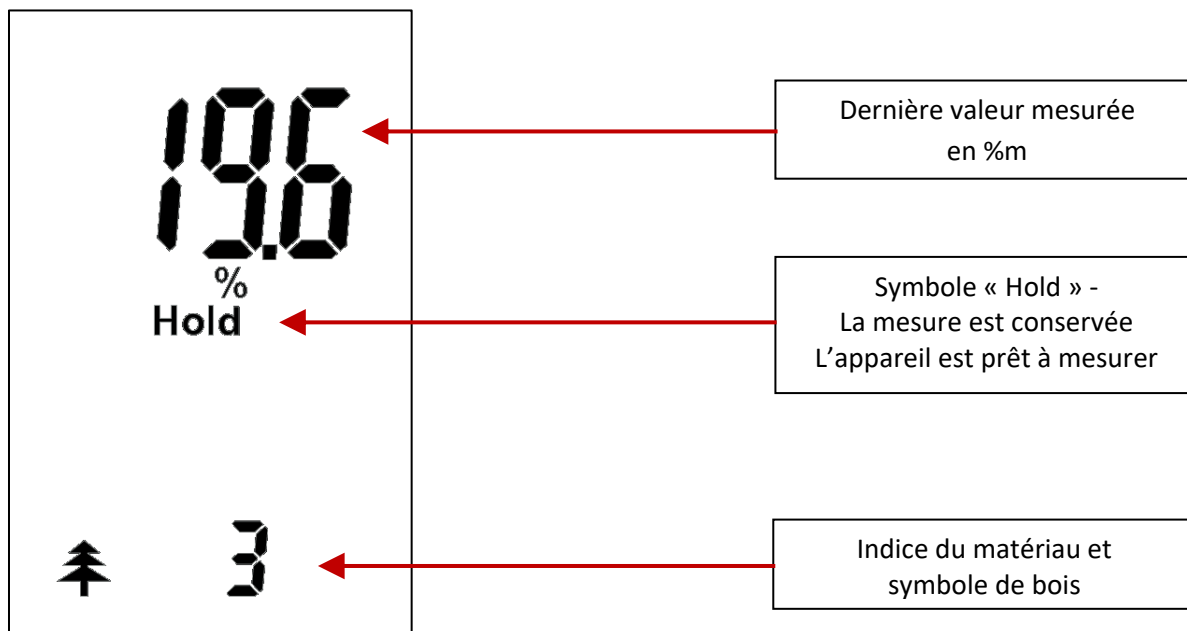 19.6
%
Hold
3
Dernière valeur mesurée
en %m
Symbole « Hold » -
La mesure est conservée
L’appareil est prêt à mesurer
Indice du matériau et
symbole de bois